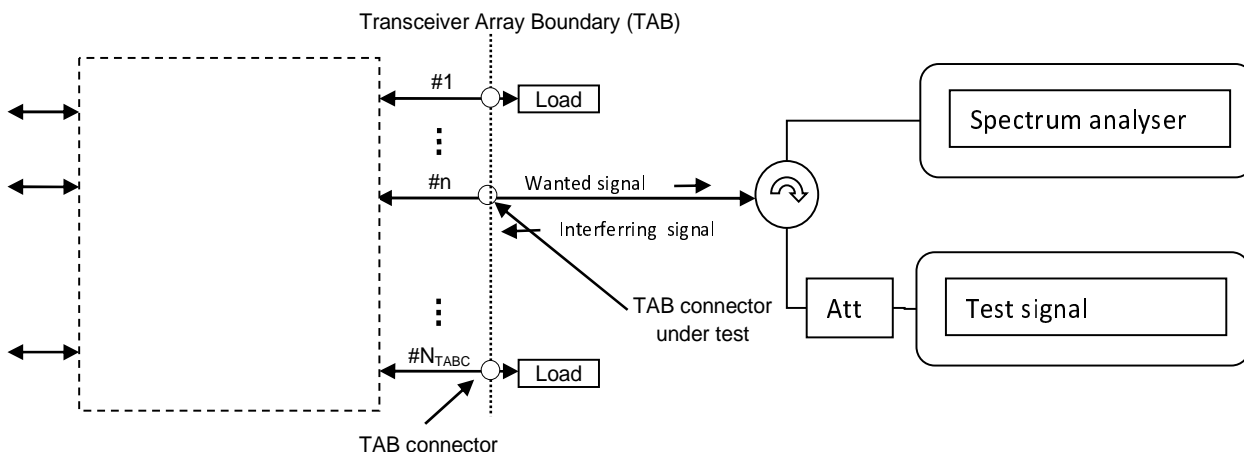 Transceiver Array Boundary (TAB)
#1
Load
Spectrum analyser
#n
Wanted signal
Interferring signal
TAB connector
under test
Att
Test signal
#NTABC
Load
TAB connector